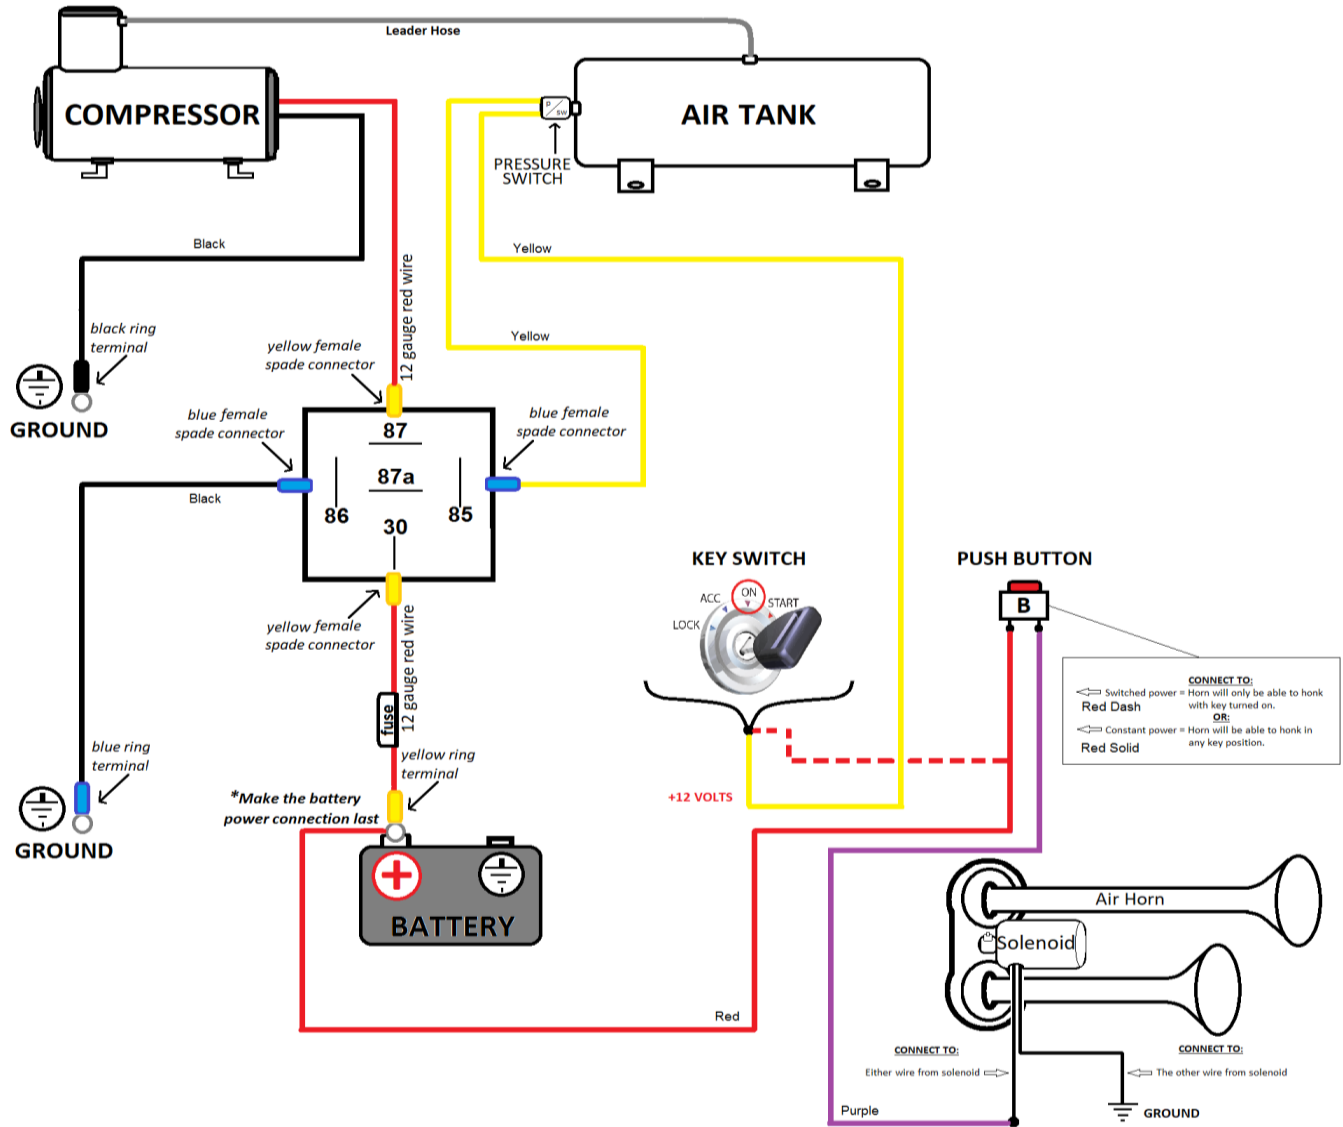 Leader Hose
COMPRESSOR
P
SW
AIR TANK
PRESSURE
SWITCH
Black
Yellow
12 gauge red wire
black ring
terminal
yellow female
spade connector
Yellow
GROUND
blue female
spade connector
blue female
spade connector
87
87a
86
85
30
Black
KEY SWITCH
PUSH BUTTON
ACC
ON
START
LOCK
B
yellow female
spade connector
12 gauge red wire
fuse
CONNECT TO:
Switched power = Horn will only be able to honk
with key turned on.
Red Dash
OR:
Constant power = Horn will be able to honk in
any key position.
Red Solid
blue ring
terminal
yellow ring
terminal
*Make the battery
power connection last
+12 VOLTS
GROUND
BATTERY
Air Horn
Solenoid
Red
CONNECT TO:
Either wire from solenoid
CONNECT TO:
The other wire from solenoid
Purple
GROUND